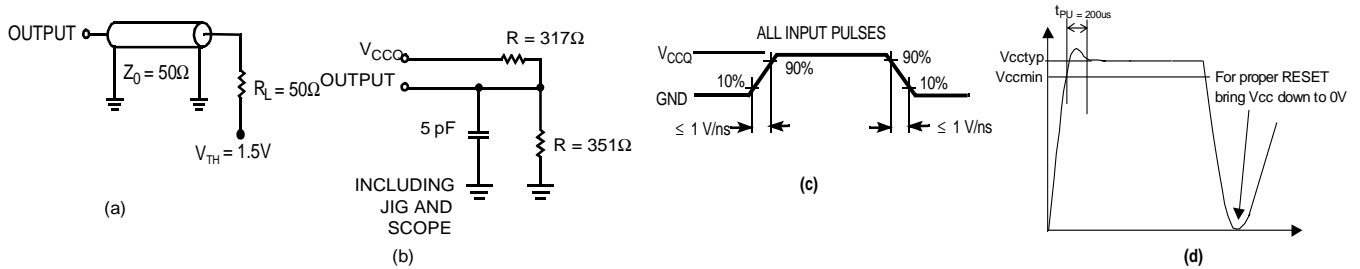 OUTPUT
Z0 = 50Ω
RL = 50Ω
VTH = 1.5V
(a)
VCCQ
R = 317Ω
OUTPUT
5 pF
R = 351Ω
INCLUDING
JIG AND
SCOPE
(b)
ALL INPUT PULSES
VCCQ
90%
90%
10%
10%
GND
≤ 1 V/ns
≤ 1 V/ns
(c)
tPU = 200us
Vcctyp
Vccmin
For proper RESET
bring Vcc down to 0V
(d)